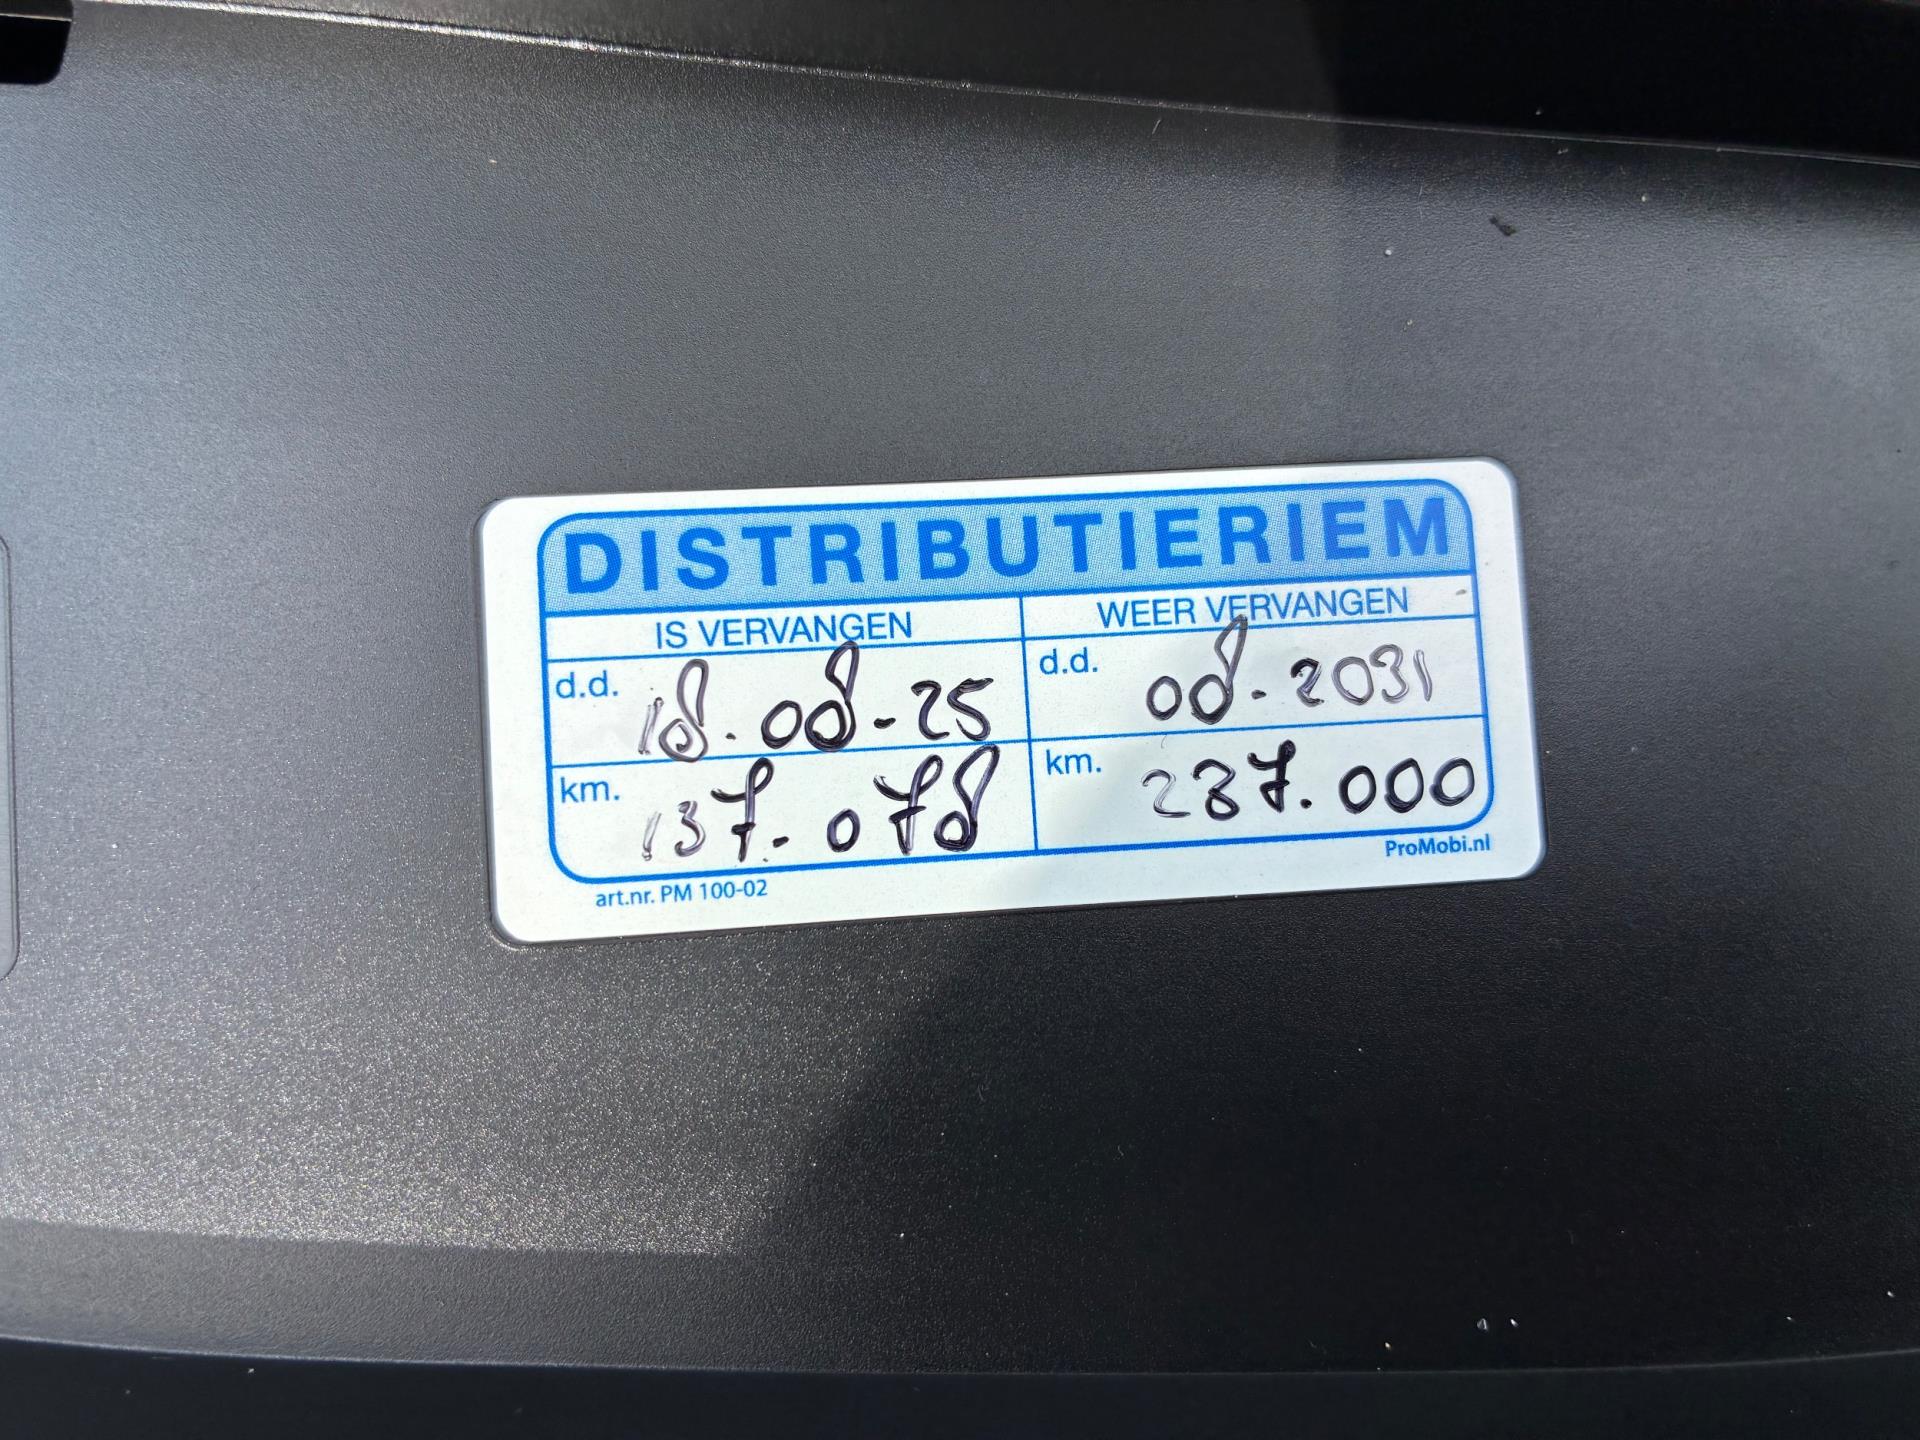 DISTRIBUTIERIEM
IS VERVANGEN
WEER VERVANGEN
d.d. 18.08-25
d.d. 08-2031
km. 137.078
km. 237.000
art.nr. PM 100-02
ProMobi.nl